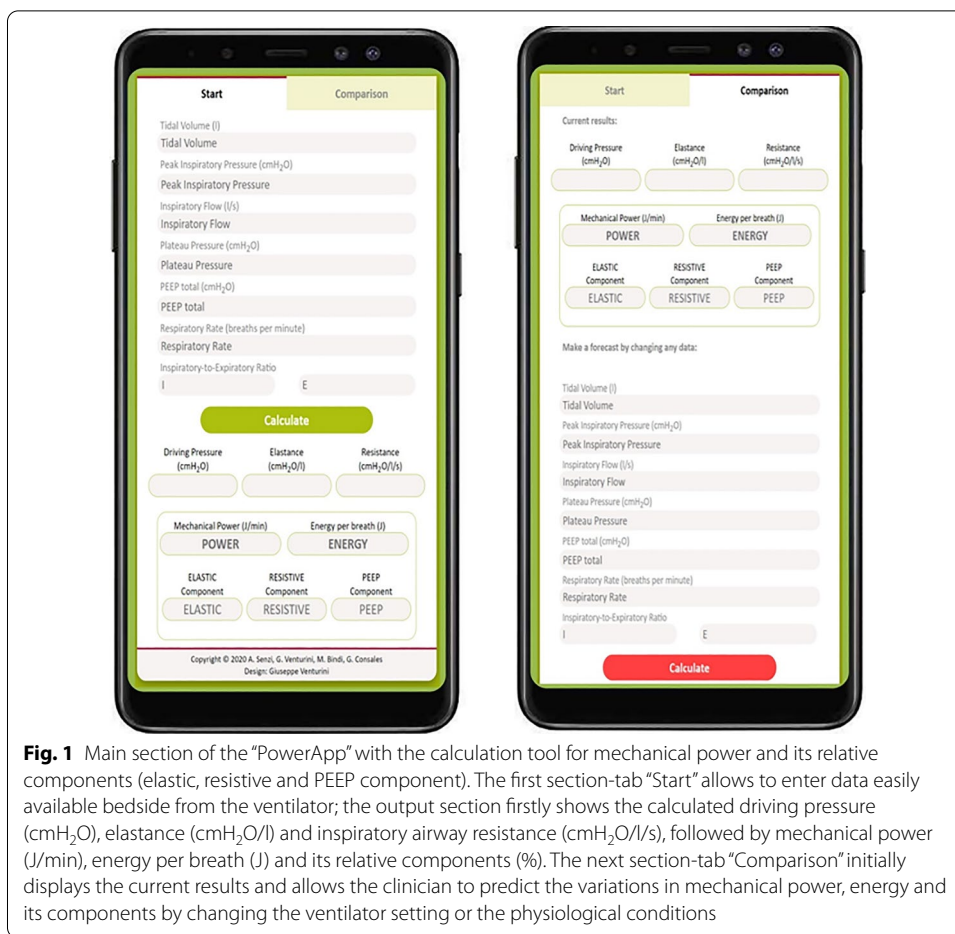 Start Comparison
Tidal Volume (l)
Tidal Volume
Peak Inspiratory Pressure (cmH₂O)
Peak Inspiratory Pressure
Inspiratory Flow (l/s)
Inspiratory Flow
Plateau Pressure (cmH₂O)
Plateau Pressure
PEEP total (cmH₂O)
PEEP total
Respiratory Rate (breaths per minute)
Respiratory Rate
Inspiratory-to-Expiratory Ratio
I E
Calculate
Driving Pressure Elastance Resistance
(cmH₂O) (cmH₂O/l) (cmH₂O/l/s)
Mechanical Power (J/min) Energy per breath (J)
POWER ENERGY
ELASTIC RESISTIVE PEEP
Component Component Component
ELASTIC RESISTIVE PEEP
Copyright © 2020 A. Senzi, G. Venturini, M. Bindi, G. Consales
Design: Giuseppe Venturini
Start Comparison
Current results:
Driving Pressure Elastance Resistance
(cmH₂O) (cmH₂O/l) (cmH₂O/l/s)
Mechanical Power (J/min) Energy per breath (J)
POWER ENERGY
ELASTIC RESISTIVE PEEP
Component Component Component
ELASTIC RESISTIVE PEEP
Make a forecast by changing any data:
Tidal Volume (l)
Tidal Volume
Peak Inspiratory Pressure (cmH₂O)
Peak Inspiratory Pressure
Inspiratory Flow (l/s)
Inspiratory Flow
Plateau Pressure (cmH₂O)
Plateau Pressure
PEEP total (cmH₂O)
PEEP total
Respiratory Rate (breaths per minute)
Respiratory Rate
Inspiratory-to-Expiratory Ratio
I E
Calculate
Fig. 1 Main section of the "PowerApp" with the calculation tool for mechanical power and its relative
components (elastic, resistive and PEEP component). The first section-tab "Start" allows to enter data easily
available bedside from the ventilator; the output section firstly shows the calculated driving pressure
(cmH₂O), elastance (cmH₂O/l) and inspiratory airway resistance (cmH₂O/l/s), followed by mechanical power
(J/min), energy per breath (J) and its relative components (%). The next section-tab "Comparison" initially
displays the current results and allows the clinician to predict the variations in mechanical power, energy and
its components by changing the ventilator setting or the physiological conditions